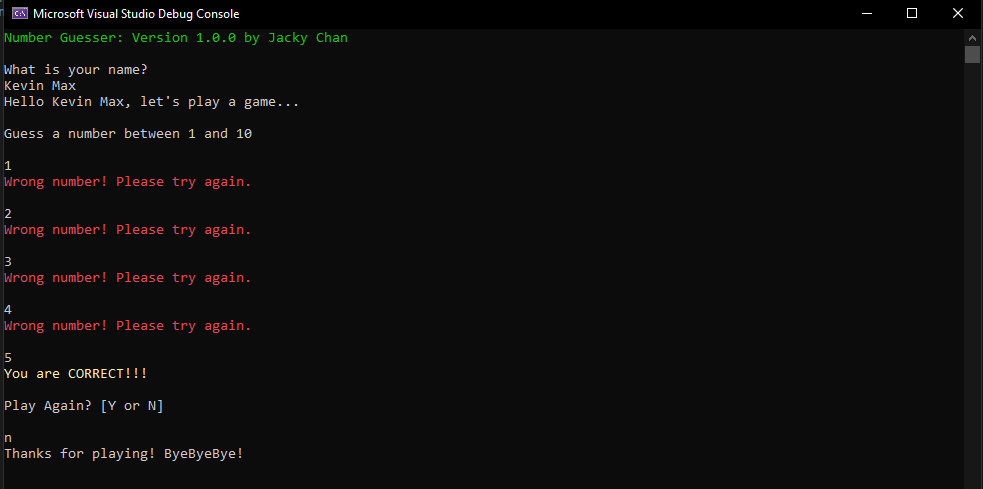 Microsoft Visual Studio Debug Console
Number Guesser: Version 1.0.0 by Jacky Chan
What is your name?
Kevin Max
Hello Kevin Max, let's play a game...
Guess a number between 1 and 10
1
Wrong number! Please try again.
2
Wrong number! Please try again.
3
Wrong number! Please try again.
4
Wrong number! Please try again.
5
You are CORRECT!!!
Play Again? [Y or N]
n
Thanks for playing! ByeByeBye!